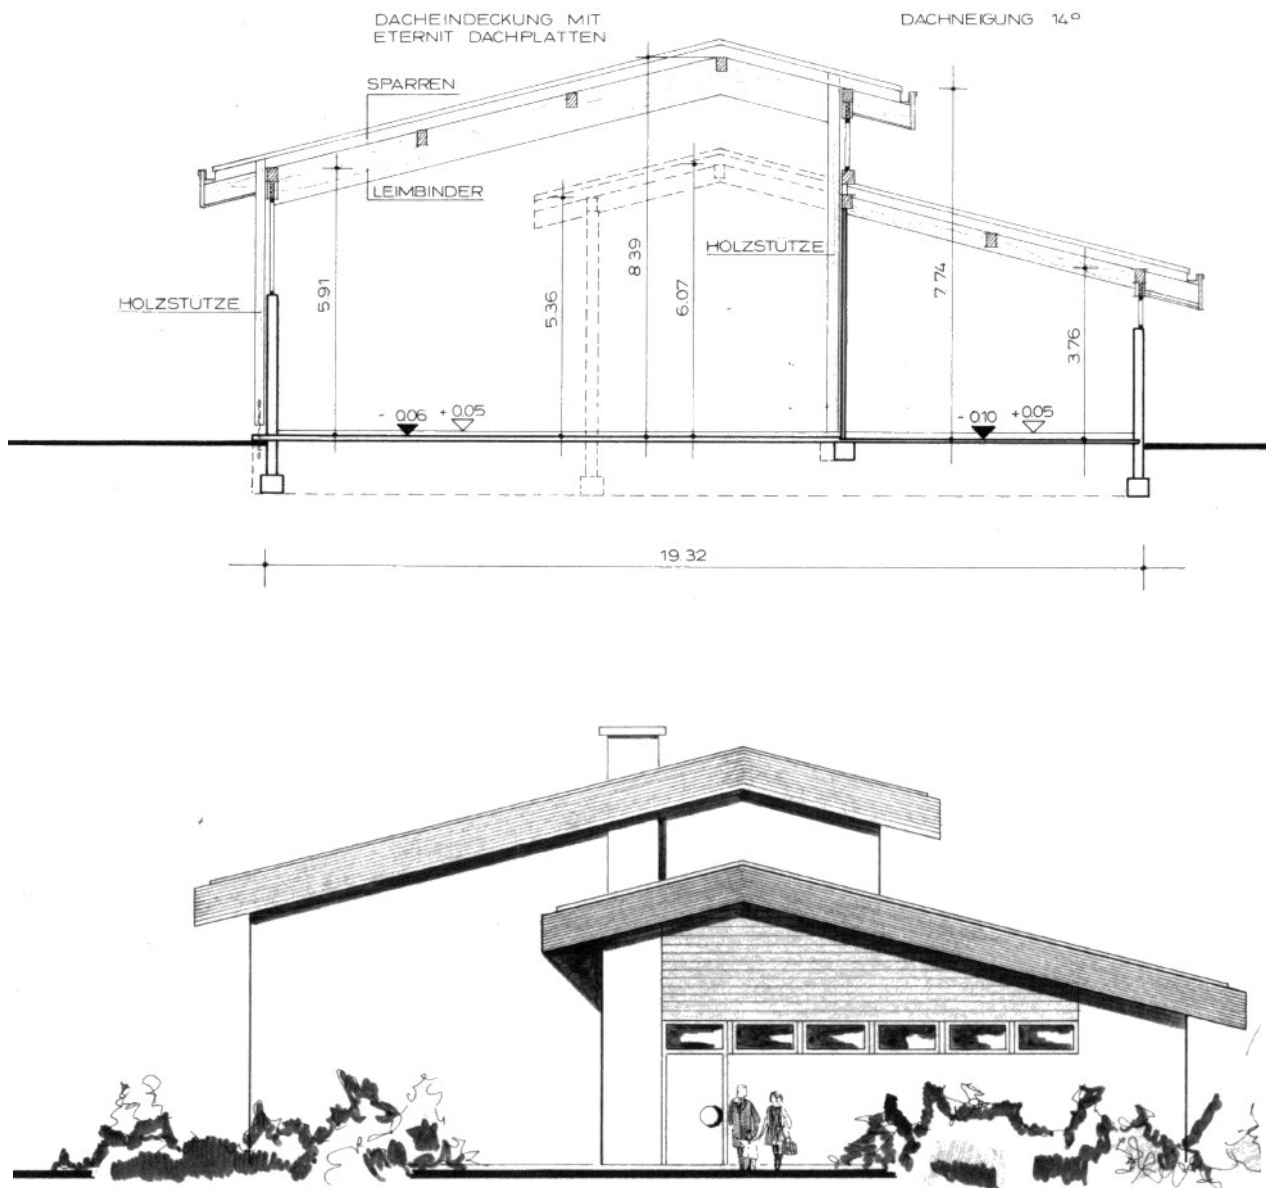 DACHEINDECKUNG MIT
ETERNIT DACHPLATTEN
DACHNEIGUNG 14°
SPARREN
LEIMBINDER
HOLZSTÜTZE
HOLZSTÜTZE
5.91
5.36
8.39
6.07
7.74
3.76
- 0.06 + 0.05
- 0.10 + 0.05
19.32